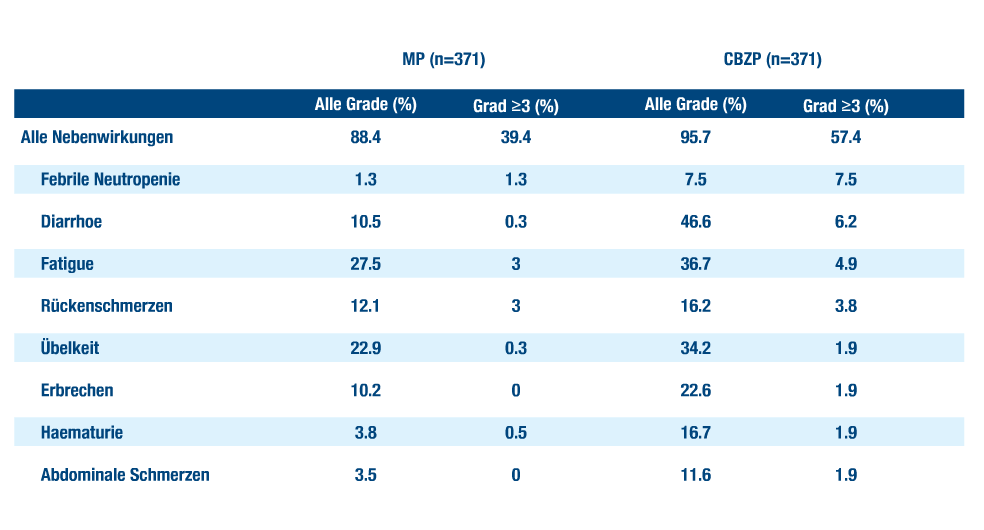 MP (n=371) CBZP (n=371)
Alle Grade (%) Grad ≥3 (%) Alle Grade (%) Grad ≥3 (%)
Alle Nebenwirkungen 88.4 39.4 95.7 57.4
Febrile Neutropenie 1.3 1.3 7.5 7.5
Diarrhoe 10.5 0.3 46.6 6.2
Fatigue 27.5 3 36.7 4.9
Rückenschmerzen 12.1 3 16.2 3.8
Übelkeit 22.9 0.3 34.2 1.9
Erbrechen 10.2 0 22.6 1.9
Haematurie 3.8 0.5 16.7 1.9
Abdominale Schmerzen 3.5 0 11.6 1.9